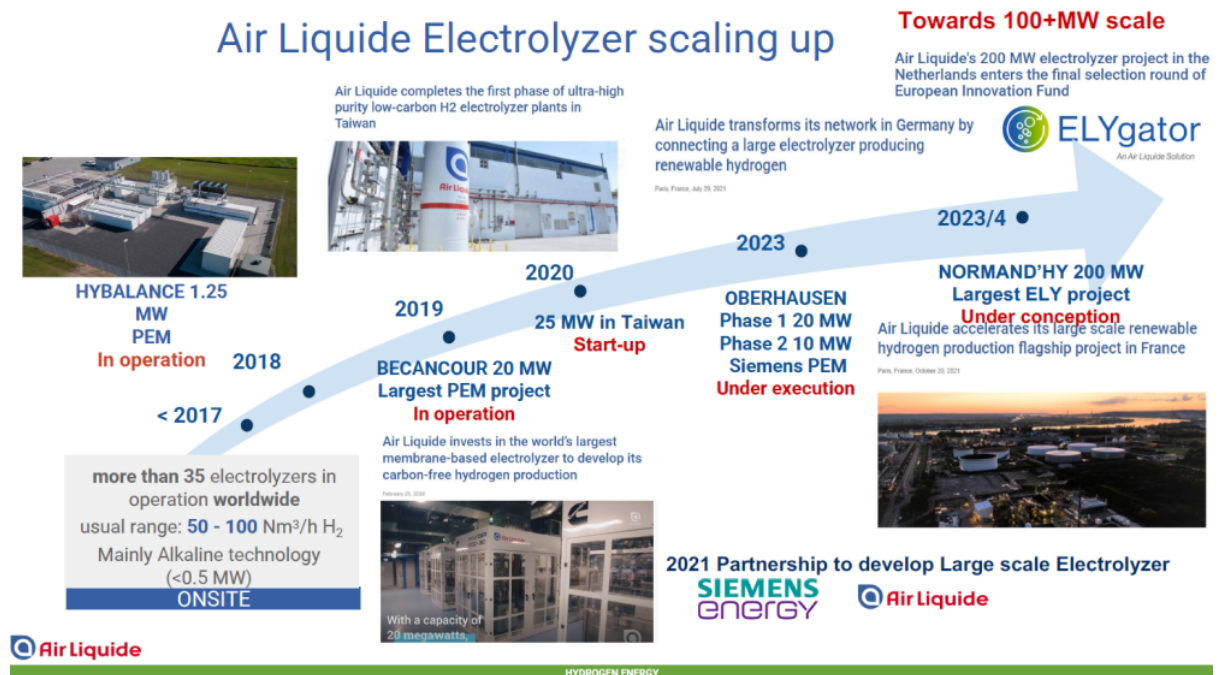 Air Liquide Electrolyzer scaling up
Towards 100+MW scale
Air Liquide's 200 MW electrolyzer project in the
Netherlands enters the final selection round of
European Innovation Fund
ELYgator
An Air Liquide Solution
Air Liquide completes the first phase of ultra-high
purity low-carbon H2 electrolyzer plants in
Taiwan
Air Liquide
Air Liquide transforms its network in Germany by
connecting a large electrolyzer producing
renewable hydrogen
Paris, France, July 29, 2021
HYBALANCE 1.25
MW
PEM
In operation
< 2017
2018
2019
2020
2023
2023/4
more than 35 electrolyzers in
operation worldwide
usual range: 50 - 100 Nm³/h H₂
Mainly Alkaline technology
(<0.5 MW)
ONSITE
BECANCOUR 20 MW
Largest PEM project
In operation
Air Liquide invests in the world's largest
membrane-based electrolyzer to develop its
carbon-free hydrogen production
Air Liquide
With a capacity of
20 megawatts,
25 MW in Taiwan
Start-up
OBERHAUSEN
Phase 1 20 MW
Phase 2 10 MW
Siemens PEM
Under execution
NORMAND'HY 200 MW
Largest ELY project
Under conception
Air Liquide accelerates its large scale renewable
hydrogen production flagship project in France
Paris, France, October 20, 2021
2021 Partnership to develop Large scale Electrolyzer
SIEMENS
energy
Air Liquide
Air Liquide
HYDROGEN ENERGY